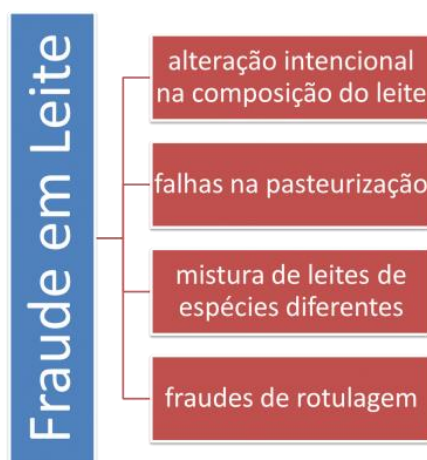 Fraude em Leite
alteração intencional
na composição do leite
falhas na pasteurização
mistura de leites de
espécies diferentes
fraudes de rotulagem